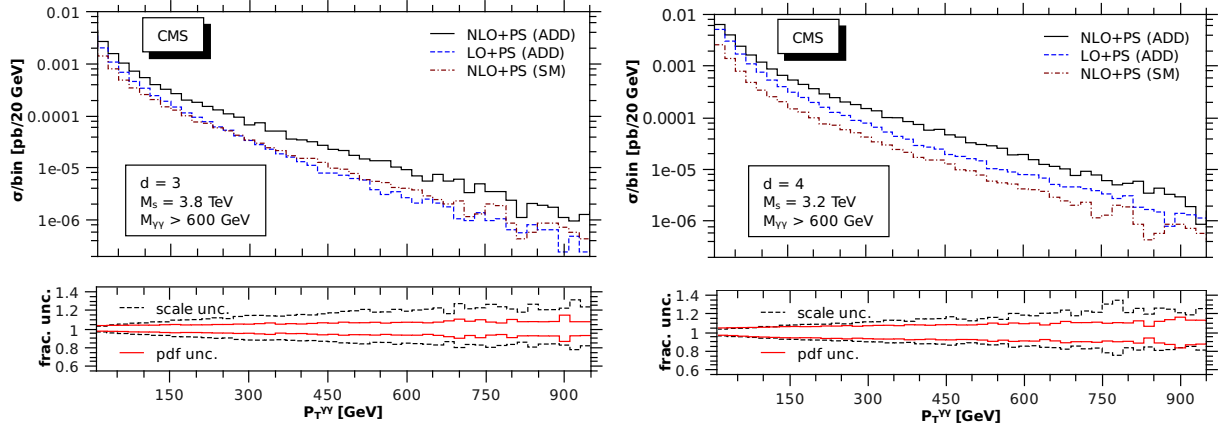 0.01
0.001
0.0001
1e-05
1e-06
σ/bin [pb/20 GeV]
CMS
NLO+PS (ADD)
LO+PS (ADD)
NLO+PS (SM)
d = 3
Ms = 3.8 TeV
Mγγ > 600 GeV
1.4
1.2
1
0.8
0.6
frac. unc.
scale unc.
pdf unc.
150 300 450 600 750 900
PTγγ [GeV]
0.01
0.001
0.0001
1e-05
1e-06
σ/bin [pb/20 GeV]
CMS
NLO+PS (ADD)
LO+PS (ADD)
NLO+PS (SM)
d = 4
Ms = 3.2 TeV
Mγγ > 600 GeV
1.4
1.2
1
0.8
0.6
frac. unc.
scale unc.
pdf unc.
150 300 450 600 750 900
PTγγ [GeV]